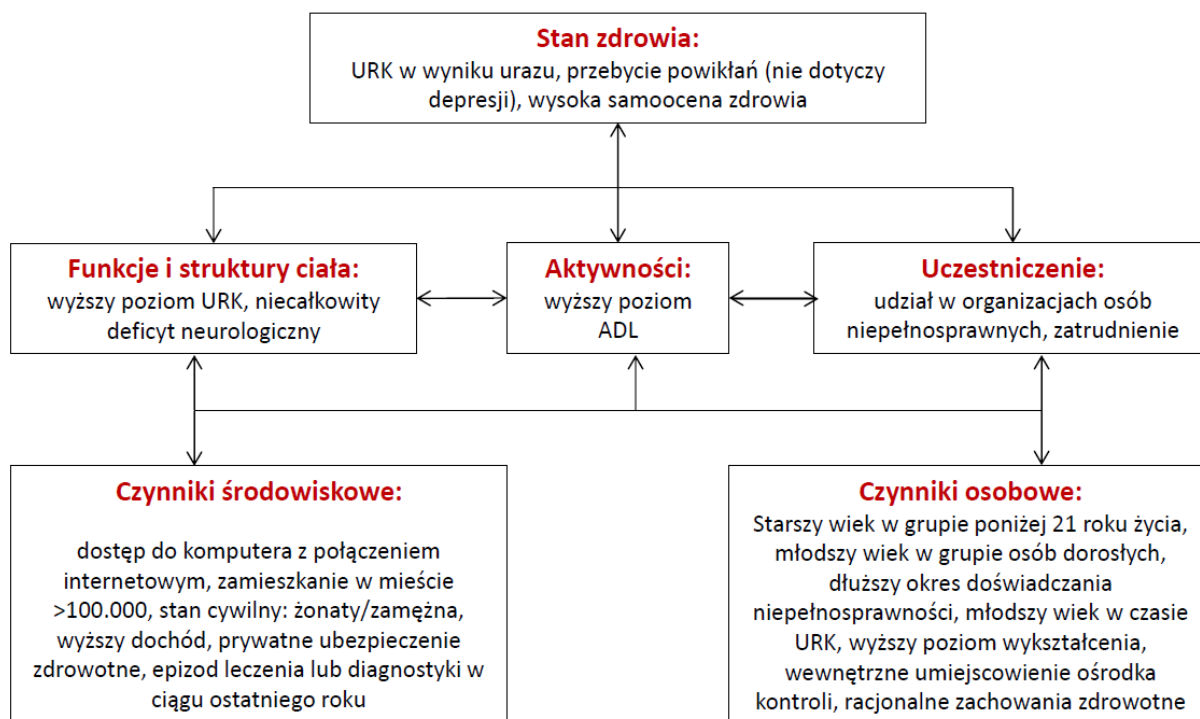 Stan zdrowia:
URK w wyniku urazu, przebycie powikłań (nie dotyczy
depresji), wysoka samoocena zdrowia
Funkcje i struktury ciała:
wyższy poziom URK, niecałkowity
deficyt neurologiczny
Aktywności:
wyższy poziom
ADL
Uczestniczenie:
udział w organizacjach osób
niepełnosprawnych, zatrudnienie
Czynniki środowiskowe:
dostęp do komputera z połączeniem
internetowym, zamieszkanie w mieście
>100.000, stan cywilny: żonaty/zamężna,
wyższy dochód, prywatne ubezpieczenie
zdrowotne, epizod leczenia lub diagnostyki w
ciągu ostatniego roku
Czynniki osobowe:
Starszy wiek w grupie poniżej 21 roku życia,
młodszy wiek w grupie osób dorosłych,
dłuższy okres doświadczania
niepełnosprawności, młodszy wiek w czasie
URK, wyższy poziom wykształcenia,
wewnętrzne umiejscowienie ośrodka
kontroli, racjonalne zachowania zdrowotne